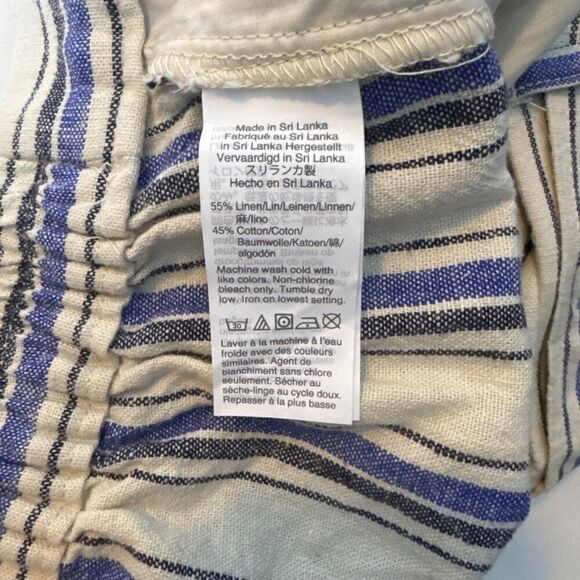 Made in Sri Lanka
Fabriqué au Sri Lanka
in Sri Lanka Hergestellt
Vervaardigd in Sri Lanka
スリランカ製
Hecho en Sri Lanka
55% Linen/Lin/Leinen/Linnen/
麻/lino
45% Cotton/Coton/
Baumwolle/Katoen/綿/
algodón
Machine wash cold with
like colors. Non-chlorine
bleach only. Tumble dry
low. Iron on lowest setting.
30
Laver à la machine à l'eau
froide avec des couleurs
similaires. Agent de
blanchiment sans chlore
seulement. Sécher au
sèche-linge au cycle doux.
Repasser à la plus basse